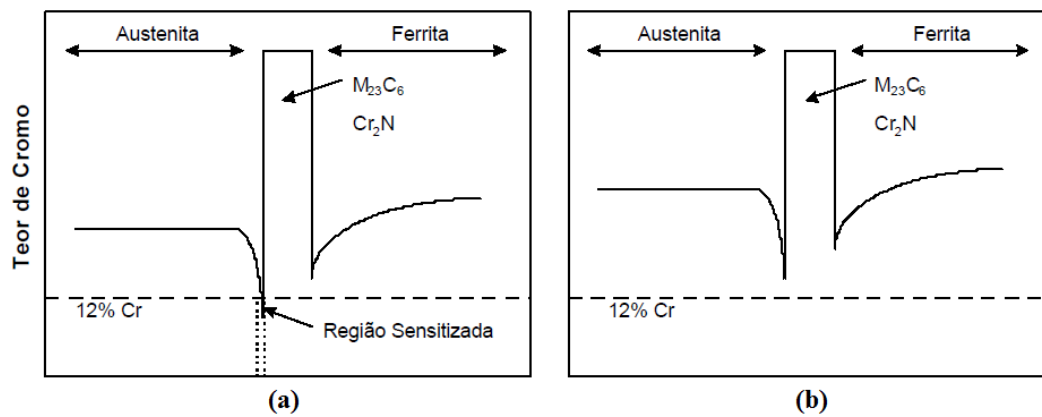 Austenita
Ferrita
M₂₃C₆
Cr₂N
Teor de Cromo
12% Cr
Região Sensitizada
(a)
Austenita
Ferrita
M₂₃C₆
Cr₂N
12% Cr
(b)